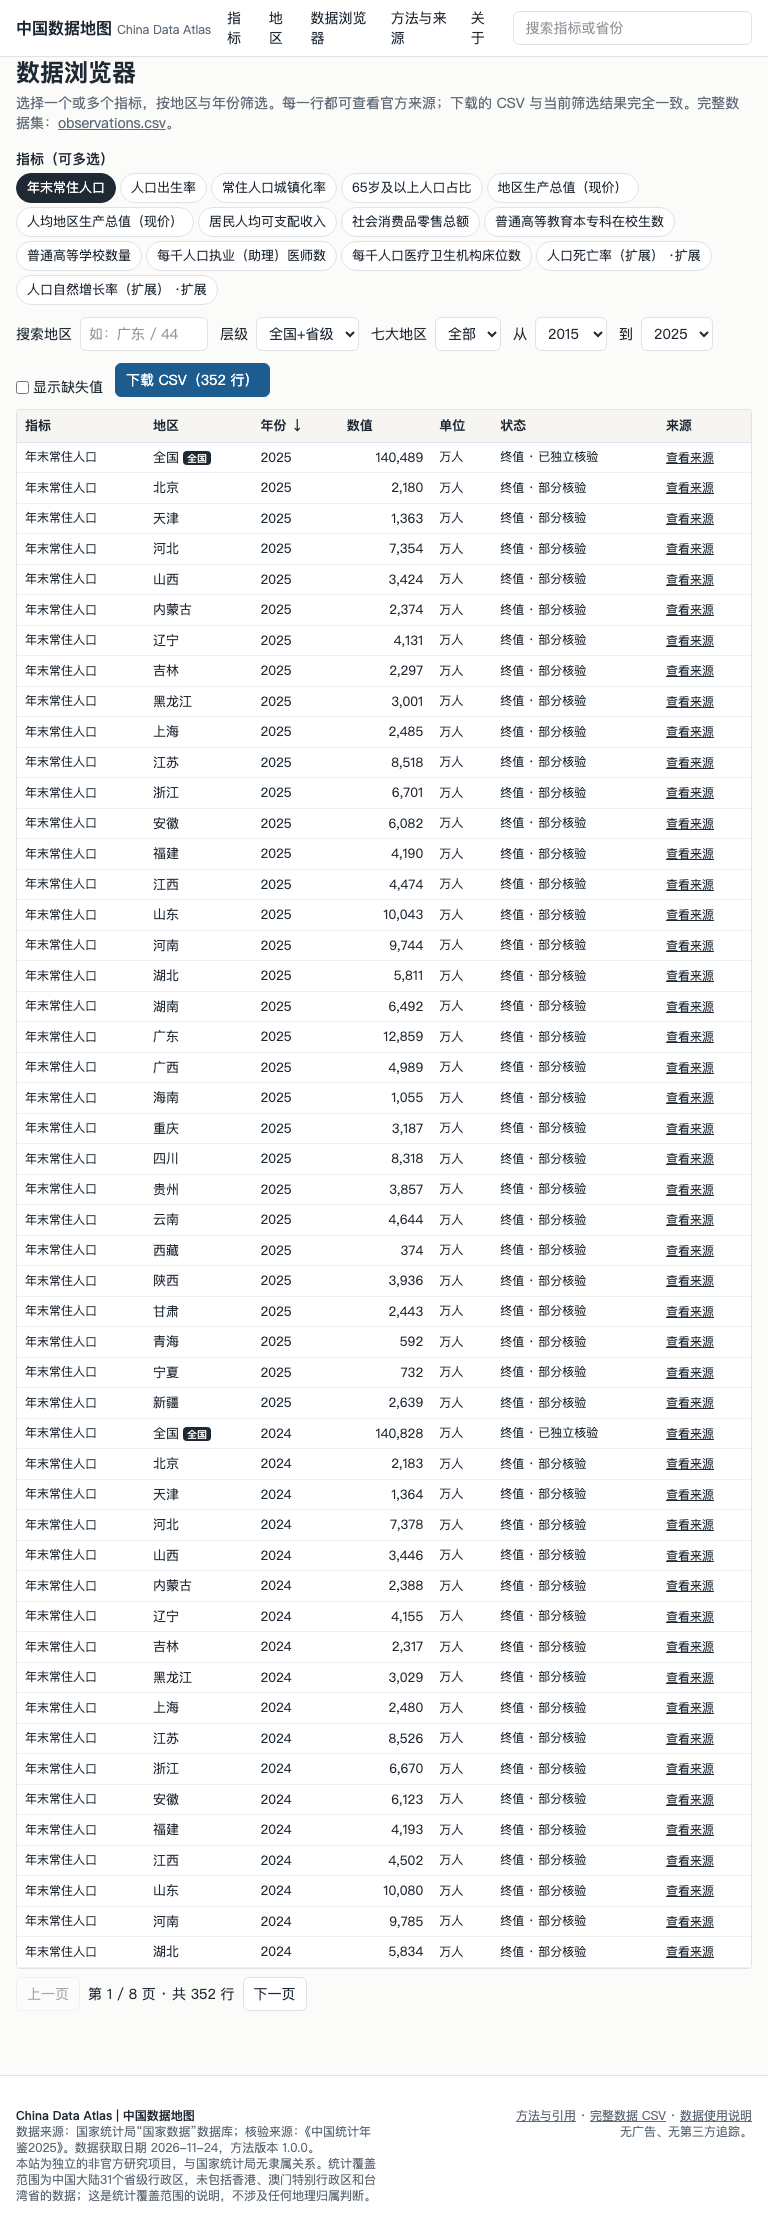 中国数据地图 China Data Atlas
指标
地区
数据浏览器
方法与来源
关于
搜索指标或省份
数据浏览器
选择一个或多个指标，按地区与年份筛选。每一行都可查看官方来源；下载的 CSV 与当前筛选结果完全一致。完整数
据集：observations.csv。
指标（可多选）
年末常住人口 人口出生率 常住人口城镇化率 65岁及以上人口占比 地区生产总值（现价）
人均地区生产总值（现价） 居民人均可支配收入 社会消费品零售总额 普通高等教育本专科在校生数
普通高等学校数量 每千人口执业（助理）医师数 每千人口医疗卫生机构床位数 人口死亡率（扩展） ·扩展
人口自然增长率（扩展） ·扩展
搜索地区 如：广东 / 44 层级 全国+省级 七大地区 全部 从 2015 到 2025
显示缺失值 下载 CSV（352 行）
指标 地区 年份 ↓ 数值 单位 状态 来源
年末常住人口 全国 全国 2025 140,489 万人 终值 · 已独立核验 查看来源
年末常住人口 北京 2025 2,180 万人 终值 · 部分核验 查看来源
年末常住人口 天津 2025 1,363 万人 终值 · 部分核验 查看来源
年末常住人口 河北 2025 7,354 万人 终值 · 部分核验 查看来源
年末常住人口 山西 2025 3,424 万人 终值 · 部分核验 查看来源
年末常住人口 内蒙古 2025 2,374 万人 终值 · 部分核验 查看来源
年末常住人口 辽宁 2025 4,131 万人 终值 · 部分核验 查看来源
年末常住人口 吉林 2025 2,297 万人 终值 · 部分核验 查看来源
年末常住人口 黑龙江 2025 3,001 万人 终值 · 部分核验 查看来源
年末常住人口 上海 2025 2,485 万人 终值 · 部分核验 查看来源
年末常住人口 江苏 2025 8,518 万人 终值 · 部分核验 查看来源
年末常住人口 浙江 2025 6,701 万人 终值 · 部分核验 查看来源
年末常住人口 安徽 2025 6,082 万人 终值 · 部分核验 查看来源
年末常住人口 福建 2025 4,190 万人 终值 · 部分核验 查看来源
年末常住人口 江西 2025 4,474 万人 终值 · 部分核验 查看来源
年末常住人口 山东 2025 10,043 万人 终值 · 部分核验 查看来源
年末常住人口 河南 2025 9,744 万人 终值 · 部分核验 查看来源
年末常住人口 湖北 2025 5,811 万人 终值 · 部分核验 查看来源
年末常住人口 湖南 2025 6,492 万人 终值 · 部分核验 查看来源
年末常住人口 广东 2025 12,859 万人 终值 · 部分核验 查看来源
年末常住人口 广西 2025 4,989 万人 终值 · 部分核验 查看来源
年末常住人口 海南 2025 1,055 万人 终值 · 部分核验 查看来源
年末常住人口 重庆 2025 3,187 万人 终值 · 部分核验 查看来源
年末常住人口 四川 2025 8,318 万人 终值 · 部分核验 查看来源
年末常住人口 贵州 2025 3,857 万人 终值 · 部分核验 查看来源
年末常住人口 云南 2025 4,644 万人 终值 · 部分核验 查看来源
年末常住人口 西藏 2025 374 万人 终值 · 部分核验 查看来源
年末常住人口 陕西 2025 3,936 万人 终值 · 部分核验 查看来源
年末常住人口 甘肃 2025 2,443 万人 终值 · 部分核验 查看来源
年末常住人口 青海 2025 592 万人 终值 · 部分核验 查看来源
年末常住人口 宁夏 2025 732 万人 终值 · 部分核验 查看来源
年末常住人口 新疆 2025 2,639 万人 终值 · 部分核验 查看来源
年末常住人口 全国 全国 2024 140,828 万人 终值 · 已独立核验 查看来源
年末常住人口 北京 2024 2,183 万人 终值 · 部分核验 查看来源
年末常住人口 天津 2024 1,364 万人 终值 · 部分核验 查看来源
年末常住人口 河北 2024 7,378 万人 终值 · 部分核验 查看来源
年末常住人口 山西 2024 3,446 万人 终值 · 部分核验 查看来源
年末常住人口 内蒙古 2024 2,388 万人 终值 · 部分核验 查看来源
年末常住人口 辽宁 2024 4,155 万人 终值 · 部分核验 查看来源
年末常住人口 吉林 2024 2,317 万人 终值 · 部分核验 查看来源
年末常住人口 黑龙江 2024 3,029 万人 终值 · 部分核验 查看来源
年末常住人口 上海 2024 2,480 万人 终值 · 部分核验 查看来源
年末常住人口 江苏 2024 8,526 万人 终值 · 部分核验 查看来源
年末常住人口 浙江 2024 6,670 万人 终值 · 部分核验 查看来源
年末常住人口 安徽 2024 6,123 万人 终值 · 部分核验 查看来源
年末常住人口 福建 2024 4,193 万人 终值 · 部分核验 查看来源
年末常住人口 江西 2024 4,502 万人 终值 · 部分核验 查看来源
年末常住人口 山东 2024 10,080 万人 终值 · 部分核验 查看来源
年末常住人口 河南 2024 9,785 万人 终值 · 部分核验 查看来源
年末常住人口 湖北 2024 5,834 万人 终值 · 部分核验 查看来源
上一页 第 1 / 8 页 · 共 352 行 下一页
China Data Atlas | 中国数据地图
数据来源：国家统计局“国家数据”数据库；核验来源：《中国统计年
鉴2025》。数据获取日期 2026-11-24，方法版本 1.0.0。
本站为独立的非官方研究项目，与国家统计局无隶属关系。统计覆盖
范围为中国大陆31个省级行政区，未包括香港、澳门特别行政区和台
湾省的数据；这是统计覆盖范围的说明，不涉及任何地理归属判断。
方法与引用 · 完整数据 CSV · 数据使用说明
无广告、无第三方追踪。